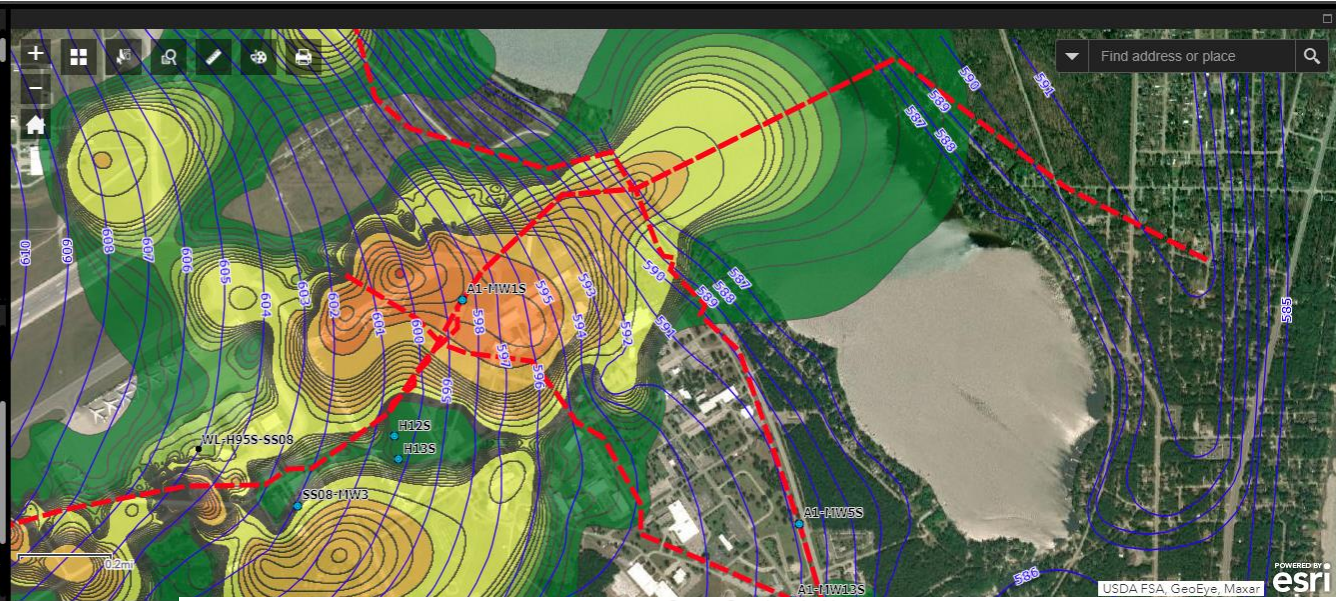 +
Find address or place
−
590
591
589
587
588
610
609
608
607
606
605
604
603
602
601
600
599
598
597
596
595
594
593
592
591
590
589
588
587
585
586
A1-MW1S
H12S
H13S
WL-H95S-SS08
SS08-MW3
A1-MW5S
A1-MW13S
0.2mi
USDA FSA, GeoEye, Maxar
POWERED BY
esri